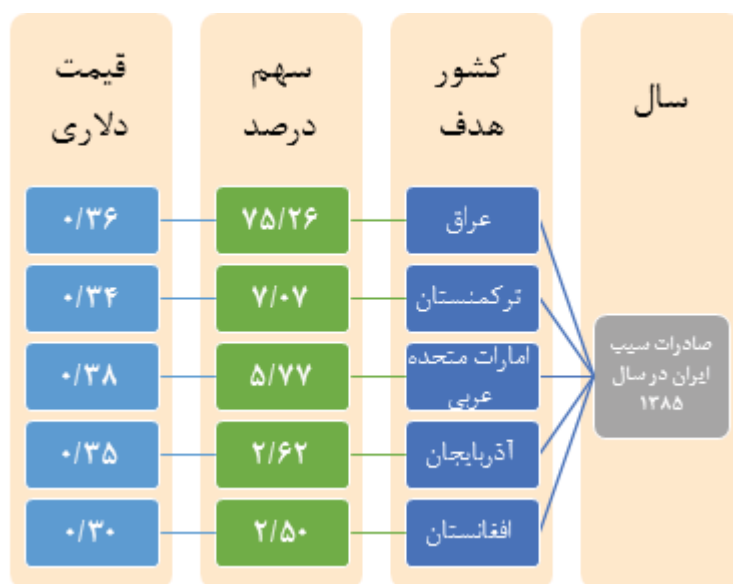 سال
کشور
هدف
سهم
درصد
قیمت
دلاری
صادرات سیب
ایران در سال
۱۳۸۵
عراق
۷۵/۲۶
۰/۳۶
ترکمنستان
۷/۰۷
۰/۳۴
امارات متحده
عربی
۵/۷۷
۰/۳۸
آذربایجان
۲/۶۲
۰/۳۵
افغانستان
۲/۵۰
۰/۳۰